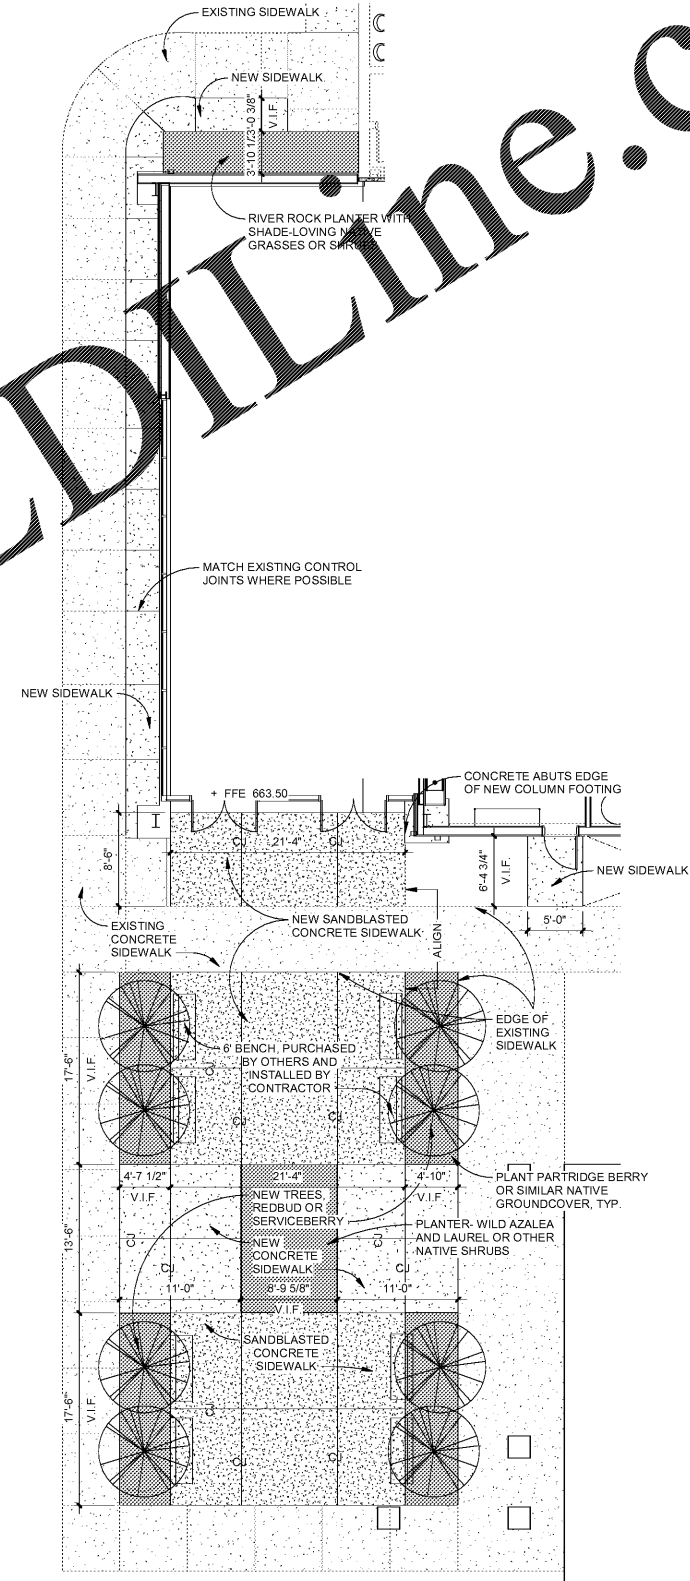 EXISTING SIDEWALK
NEW SIDEWALK
3'-0 3/8"
V.I.F.
3'-10 1/
RIVER ROCK PLANTER WITH
SHADE-LOVING NATIVE
GRASSES OR
LDILine.c
MATCH EXISTING CONTROL
JOINTS WHERE POSSIBLE
NEW SIDEWALK
CONCRETE ABUTS EDGE
OF NEW COLUMN FOOTING
+ FFE 663.50
CJ
21'-4"
CJ
8'-6"
6'-4 3/4"
V.I.F.
NEW SIDEWALK
5'-0"
NEW SANDBLASTED
CONCRETE SIDEWALK
EXISTING
CONCRETE
SIDEWALK
ALIGN
EDGE OF
EXISTING
SIDEWALK
6' BENCH, PURCHASED
BY OTHERS AND
INSTALLED BY
CONTRACTOR
17'-6"
V.I.F.
CJ
CJ
CJ
4'-7 1/2"
V.I.F.
21'-4"
4'-10"
V.I.F.
PLANT PARTRIDGE BERRY
OR SIMILAR NATIVE
GROUNDCOVER, TYP.
NEW TREES,
REDBUD OR
SERVICEBERRY
PLANTER- WILD AZALEA
AND LAUREL OR OTHER
NATIVE SHRUBS
13'-6"
CJ
NEW
CONCRETE
SIDEWALK
CJ
CJ
CJ
11'-0"
8'-9 5/8"
11'-0"
V.I.F.
SANDBLASTED
CONCRETE
SIDEWALK
17'-6"
V.I.F.
CJ
CJ
CJ